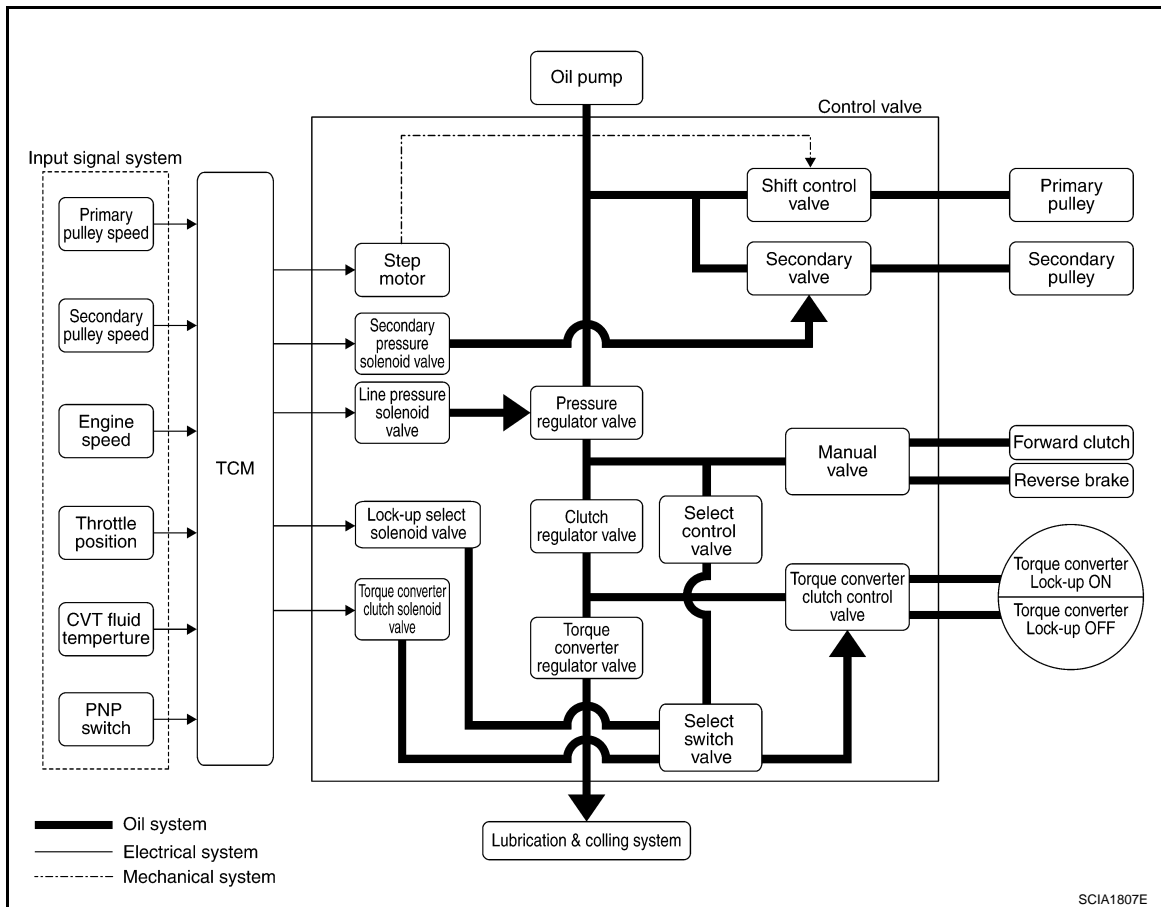 Oil pump
Control valve
Input signal system
Primary
pulley speed
Secondary
pulley speed
Engine
speed
Throttle
position
CVT fluid
temperture
PNP
switch
TCM
Step
motor
Secondary
pressure
solenoid valve
Line pressure
solenoid
valve
Lock-up select
solenoid valve
Torque converter
clutch solenoid
valve
Pressure
regulator valve
Clutch
regulator valve
Torque
converter
regulator valve
Shift control
valve
Secondary
valve
Manual
valve
Select
control
valve
Torque converter
clutch control
valve
Select
switch
valve
Primary
pulley
Secondary
pulley
Forward clutch
Reverse brake
Torque converter
Lock-up ON
Torque converter
Lock-up OFF
Lubrication & colling system
Oil system
Electrical system
Mechanical system
SCIA1807E